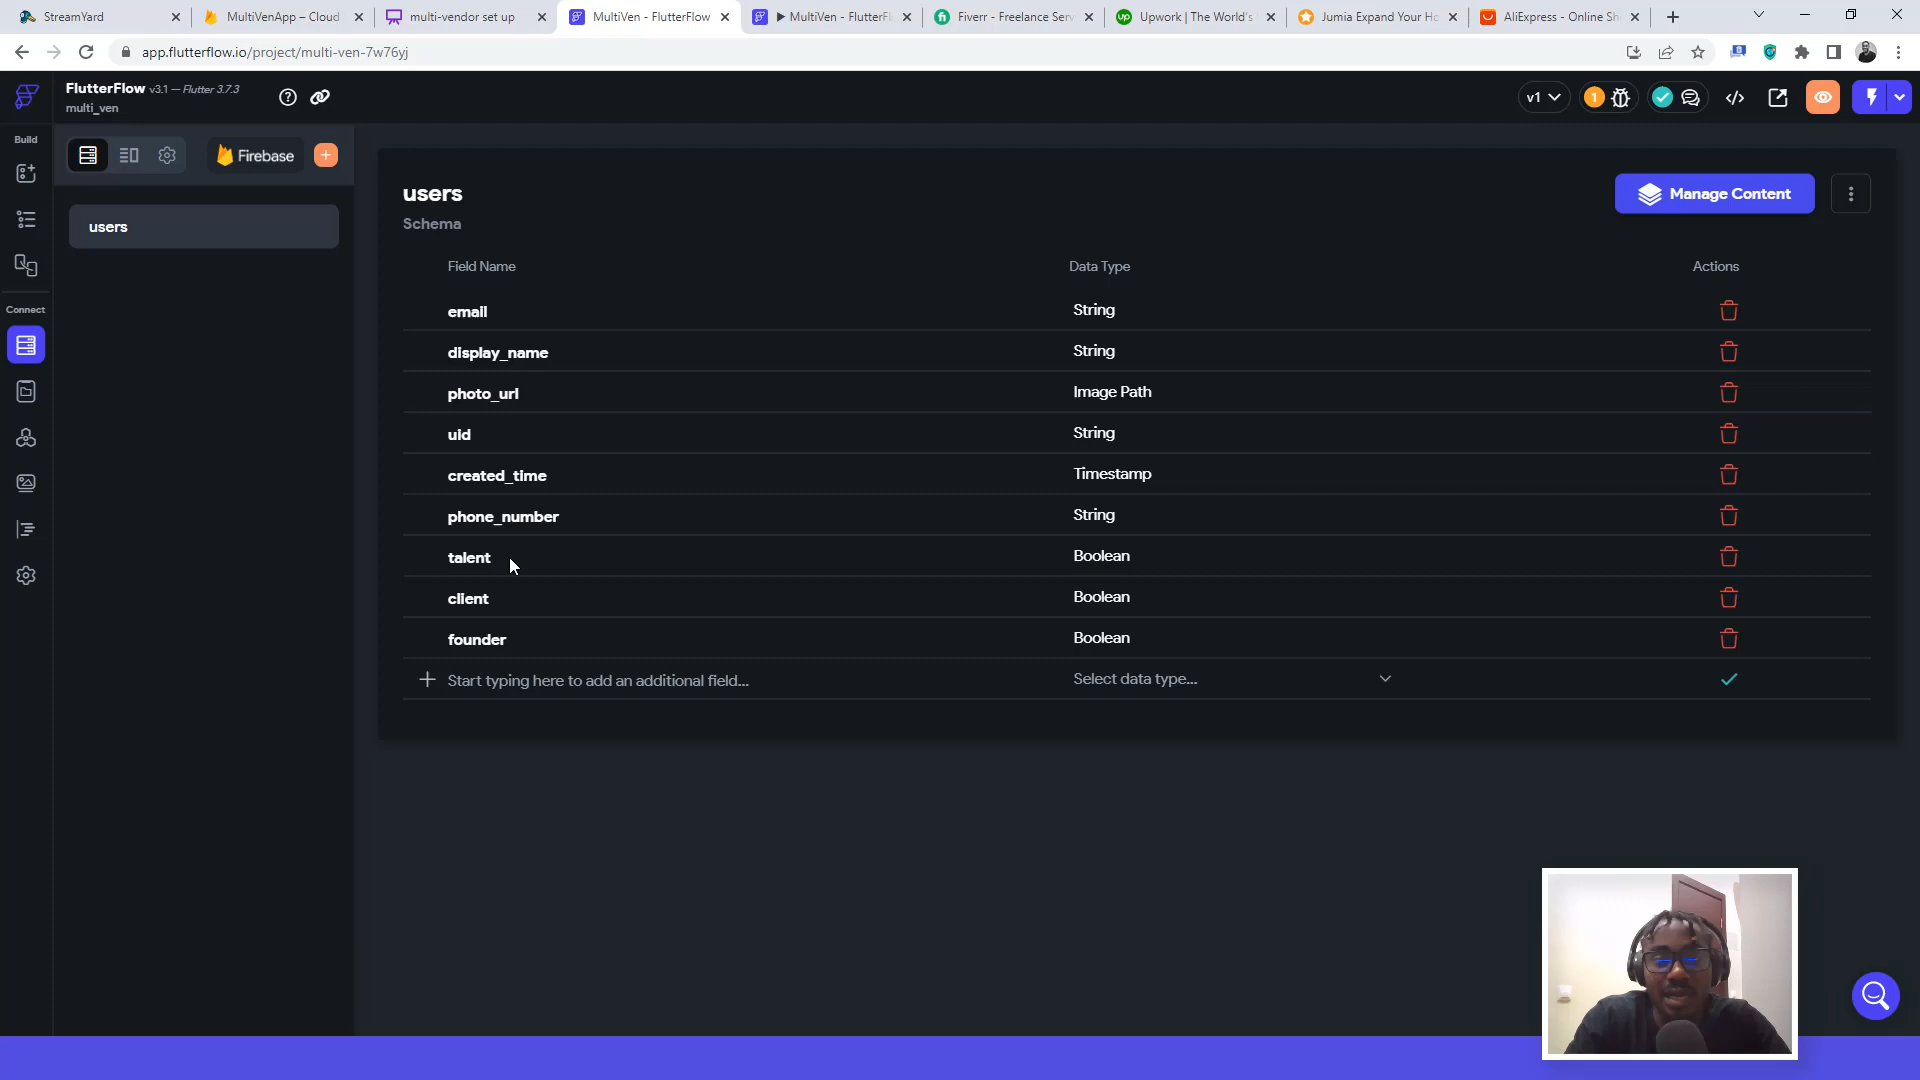 StreamYard
MultiVenApp – Cloud
multi-vendor set up
MultiVen - FlutterFlow
MultiVen - FlutterFl
Fiverr - Freelance Serv
Upwork | The World's
Jumia Expand Your Ho
AliExpress - Online Sh
app.flutterflow.io/project/multi-ven-7w76yj
FlutterFlow v3.1 — Flutter 3.7.3
multi_ven
v1
1
Build
Firebase
users
Connect
users
Manage Content
Schema
Field Name Data Type Actions
email String
display_name String
photo_url Image Path
uid String
created_time Timestamp
phone_number String
talent Boolean
client Boolean
founder Boolean
Start typing here to add an additional field... Select data type...